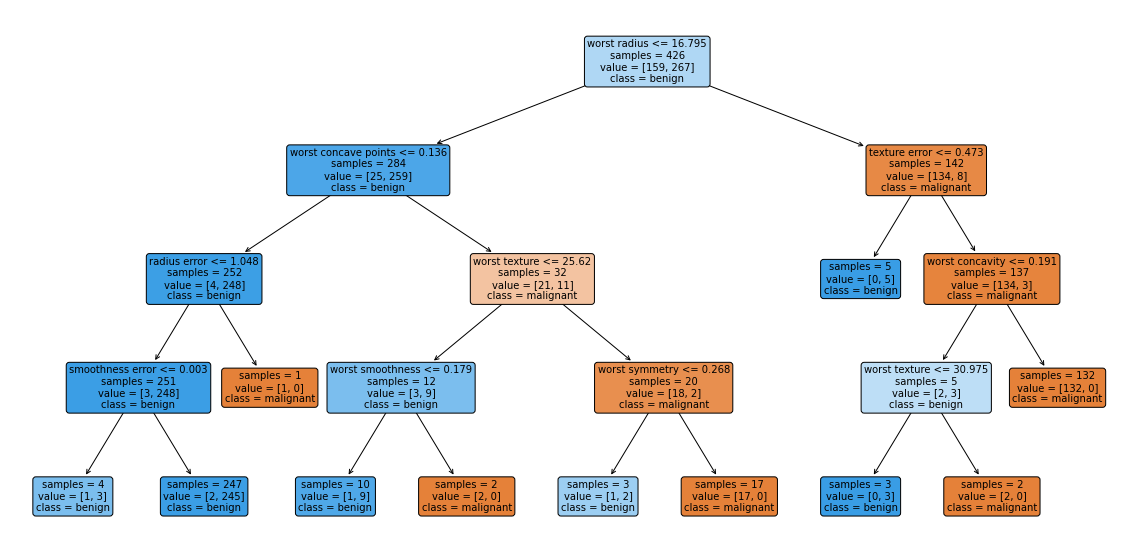 worst radius <= 16.795
samples = 426
value = [159, 267]
class = benign
worst concave points <= 0.136
samples = 284
value = [25, 259]
class = benign
texture error <= 0.473
samples = 142
value = [134, 8]
class = malignant
radius error <= 1.048
samples = 252
value = [4, 248]
class = benign
worst texture <= 25.62
samples = 32
value = [21, 11]
class = malignant
samples = 5
value = [0, 5]
class = benign
worst concavity <= 0.191
samples = 137
value = [134, 3]
class = malignant
smoothness error <= 0.003
samples = 251
value = [3, 248]
class = benign
samples = 1
value = [1, 0]
class = malignant
worst smoothness <= 0.179
samples = 12
value = [3, 9]
class = benign
worst symmetry <= 0.268
samples = 20
value = [18, 2]
class = malignant
worst texture <= 30.975
samples = 5
value = [2, 3]
class = benign
samples = 132
value = [132, 0]
class = malignant
samples = 4
value = [1, 3]
class = benign
samples = 247
value = [2, 245]
class = benign
samples = 10
value = [1, 9]
class = benign
samples = 2
value = [2, 0]
class = malignant
samples = 3
value = [1, 2]
class = benign
samples = 17
value = [17, 0]
class = malignant
samples = 3
value = [0, 3]
class = benign
samples = 2
value = [2, 0]
class = malignant